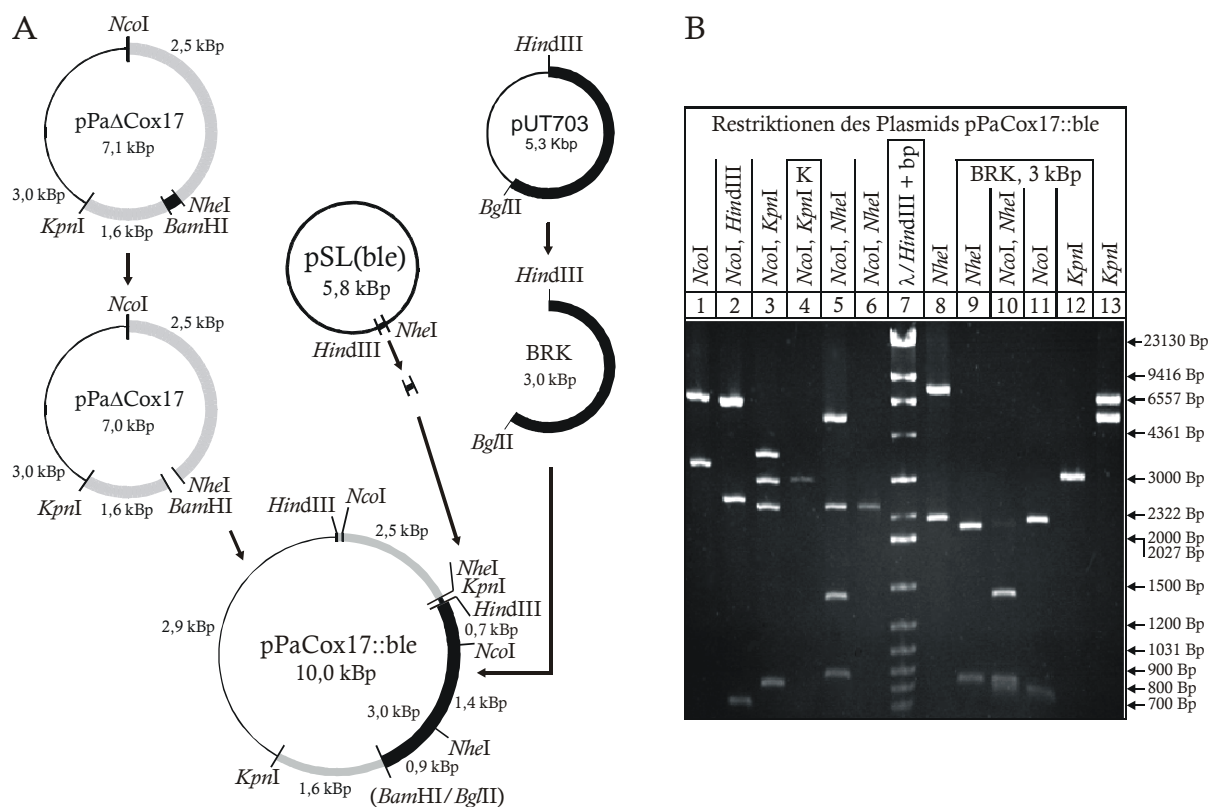 A
NcoI
2,5 kBp
pPaΔCox17
7,1 kBp
3,0 kBp
KpnI
1,6 kBp
NheI
BamHI
NcoI
2,5 kBp
pPaΔCox17
7,0 kBp
3,0 kBp
KpnI
1,6 kBp
NheI
BamHI
pSL(ble)
5,8 kBp
NheI
HindIII
HindIII
pUT703
5,3 Kbp
BglII
HindIII
BRK
3,0 kBp
BglII
HindIII
NcoI
2,5 kBp
NheI
KpnI
HindIII
0,7 kBp
NcoI
2,9 kBp
pPaCox17::ble
10,0 kBp
3,0 kBp
1,4 kBp
NheI
0,9 kBp
KpnI
1,6 kBp
(BamHI/BglII)
B
Restriktionen des Plasmids pPaCox17::ble
K
BRK, 3 kBp
NcoI
NcoI, HindIII
NcoI, KpnI
NcoI, KpnI
NcoI, NheI
NcoI, NheI
λ/HindIII + bp
NheI
NheI
NcoI, NheI
NcoI
KpnI
KpnI
1 2 3 4 5 6 7 8 9 10 11 12 13
23130 Bp
9416 Bp
6557 Bp
4361 Bp
3000 Bp
2322 Bp
2000 Bp
2027 Bp
1500 Bp
1200 Bp
1031 Bp
900 Bp
800 Bp
700 Bp